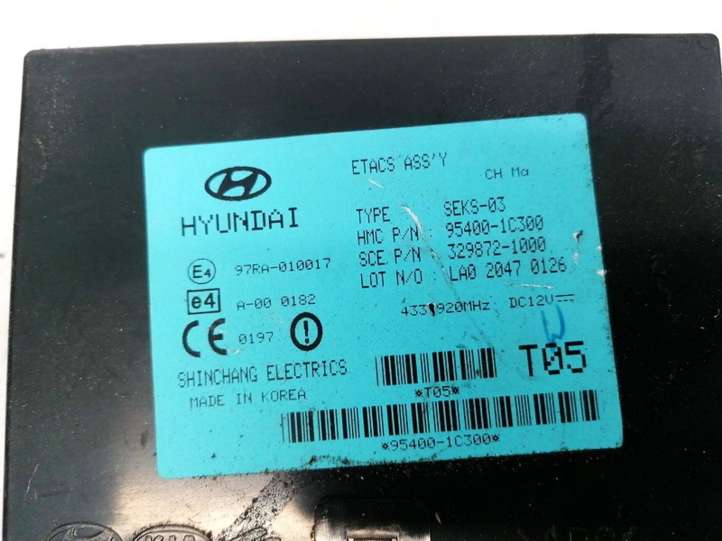 ETACS ASS'Y
CH Ma
HYUNDAI
TYPE : SEKS-03
HMC P/N : 95400-1C300
SCE P/N : 329872-1000
LOT N/O : LA0 2047 0126
E4 97RA-010017
e4 A-00 0182
433.920MHz DC12V
CE 0197
T05
SHINCHANG ELECTRICS
*T05*
MADE IN KOREA
*95400-1C300*
KIA